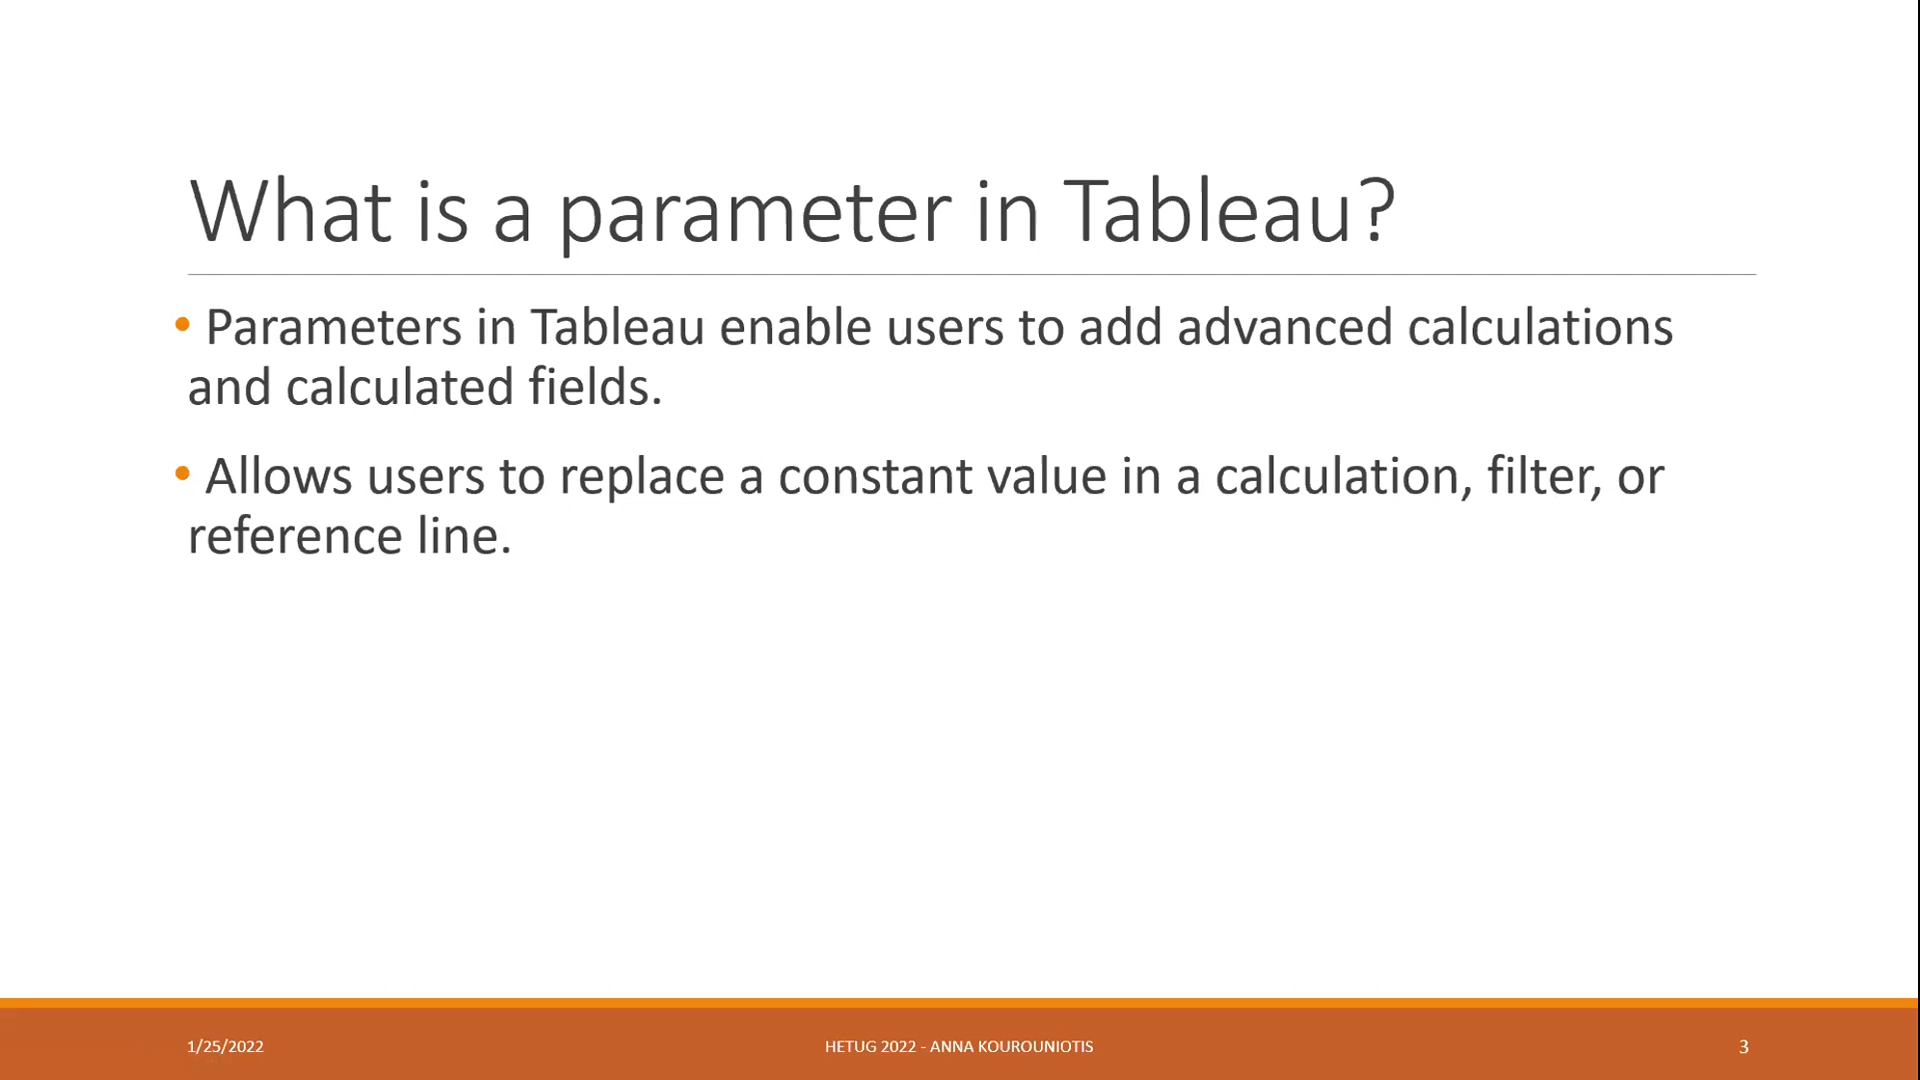 What is a parameter in Tableau?
• Parameters in Tableau enable users to add advanced calculations
and calculated fields.
• Allows users to replace a constant value in a calculation, filter, or
reference line.
1/25/2022
HETUG 2022 - ANNA KOUROUNIOTIS
3